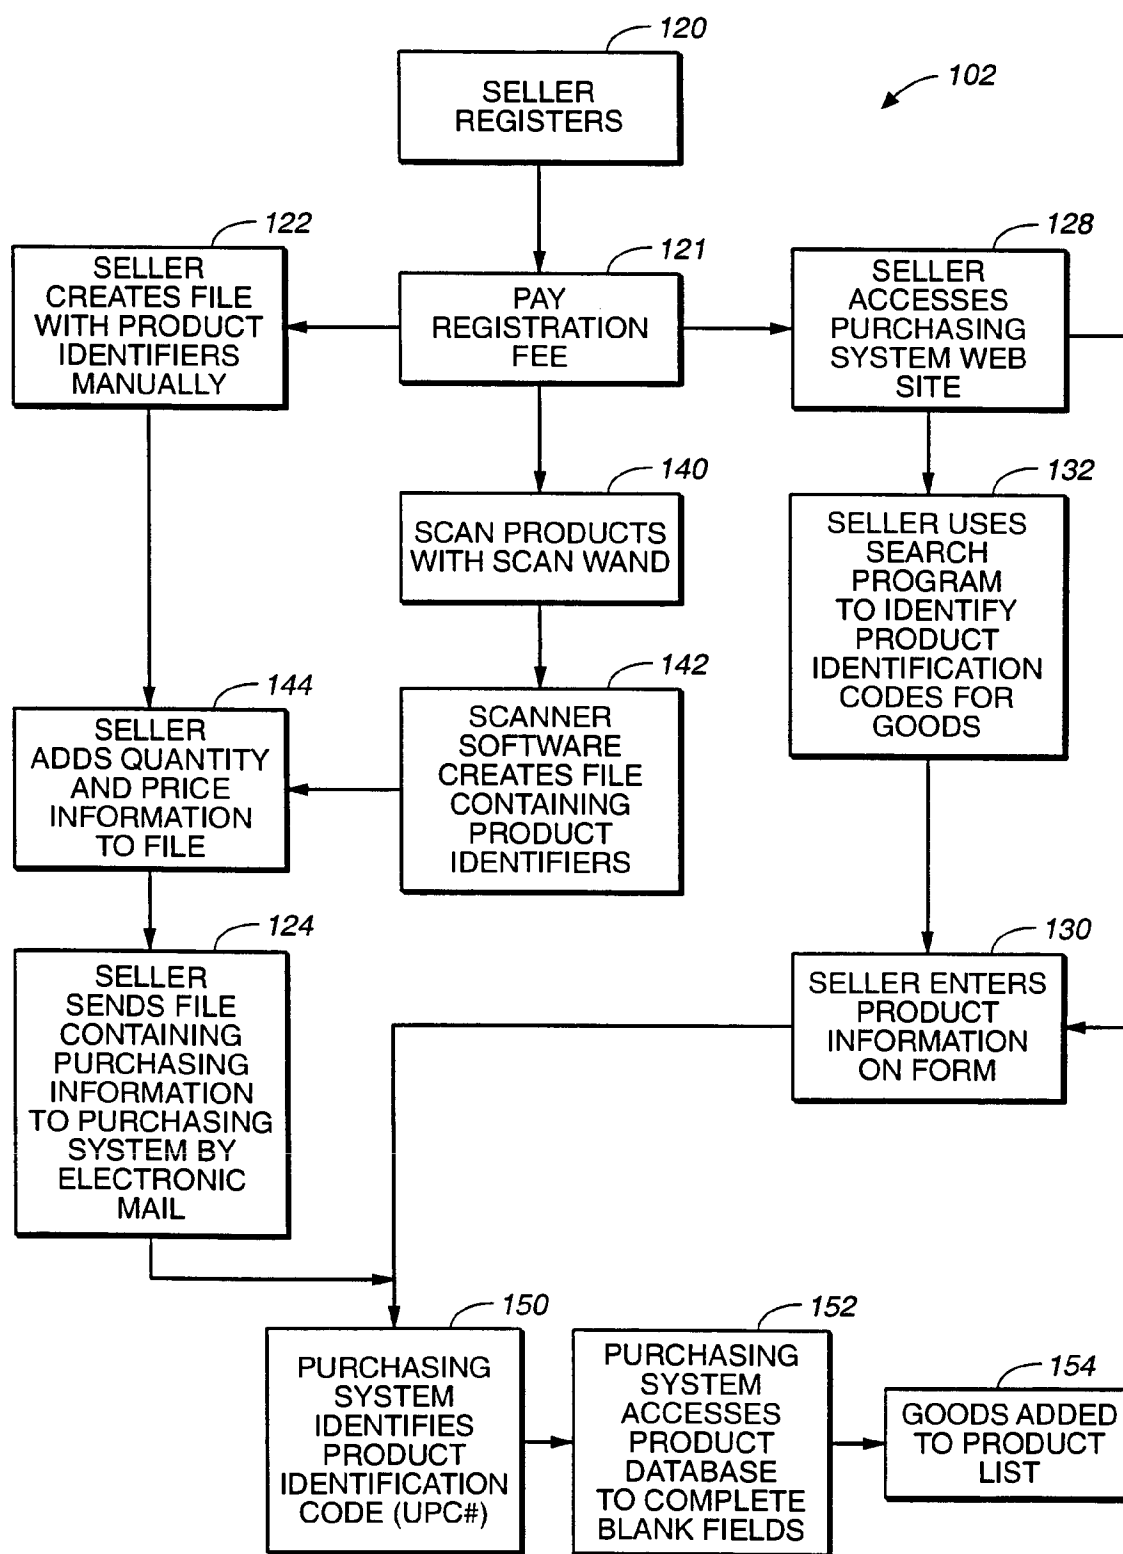 120
SELLER
REGISTERS
102
122
SELLER
CREATES FILE
WITH PRODUCT
IDENTIFIERS
MANUALLY
121
PAY
REGISTRATION
FEE
128
SELLER
ACCESSES
PURCHASING
SYSTEM WEB
SITE
140
SCAN PRODUCTS
WITH SCAN WAND
132
SELLER USES
SEARCH
PROGRAM
TO IDENTIFY
PRODUCT
IDENTIFICATION
CODES FOR
GOODS
144
SELLER
ADDS QUANTITY
AND PRICE
INFORMATION
TO FILE
142
SCANNER
SOFTWARE
CREATES FILE
CONTAINING
PRODUCT
IDENTIFIERS
124
SELLER
SENDS FILE
CONTAINING
PURCHASING
INFORMATION
TO PURCHASING
SYSTEM BY
ELECTRONIC
MAIL
130
SELLER ENTERS
PRODUCT
INFORMATION
ON FORM
150
PURCHASING
SYSTEM
IDENTIFIES
PRODUCT
IDENTIFICATION
CODE (UPC#)
152
PURCHASING
SYSTEM
ACCESSES
PRODUCT
DATABASE
TO COMPLETE
BLANK FIELDS
154
GOODS ADDED
TO PRODUCT
LIST